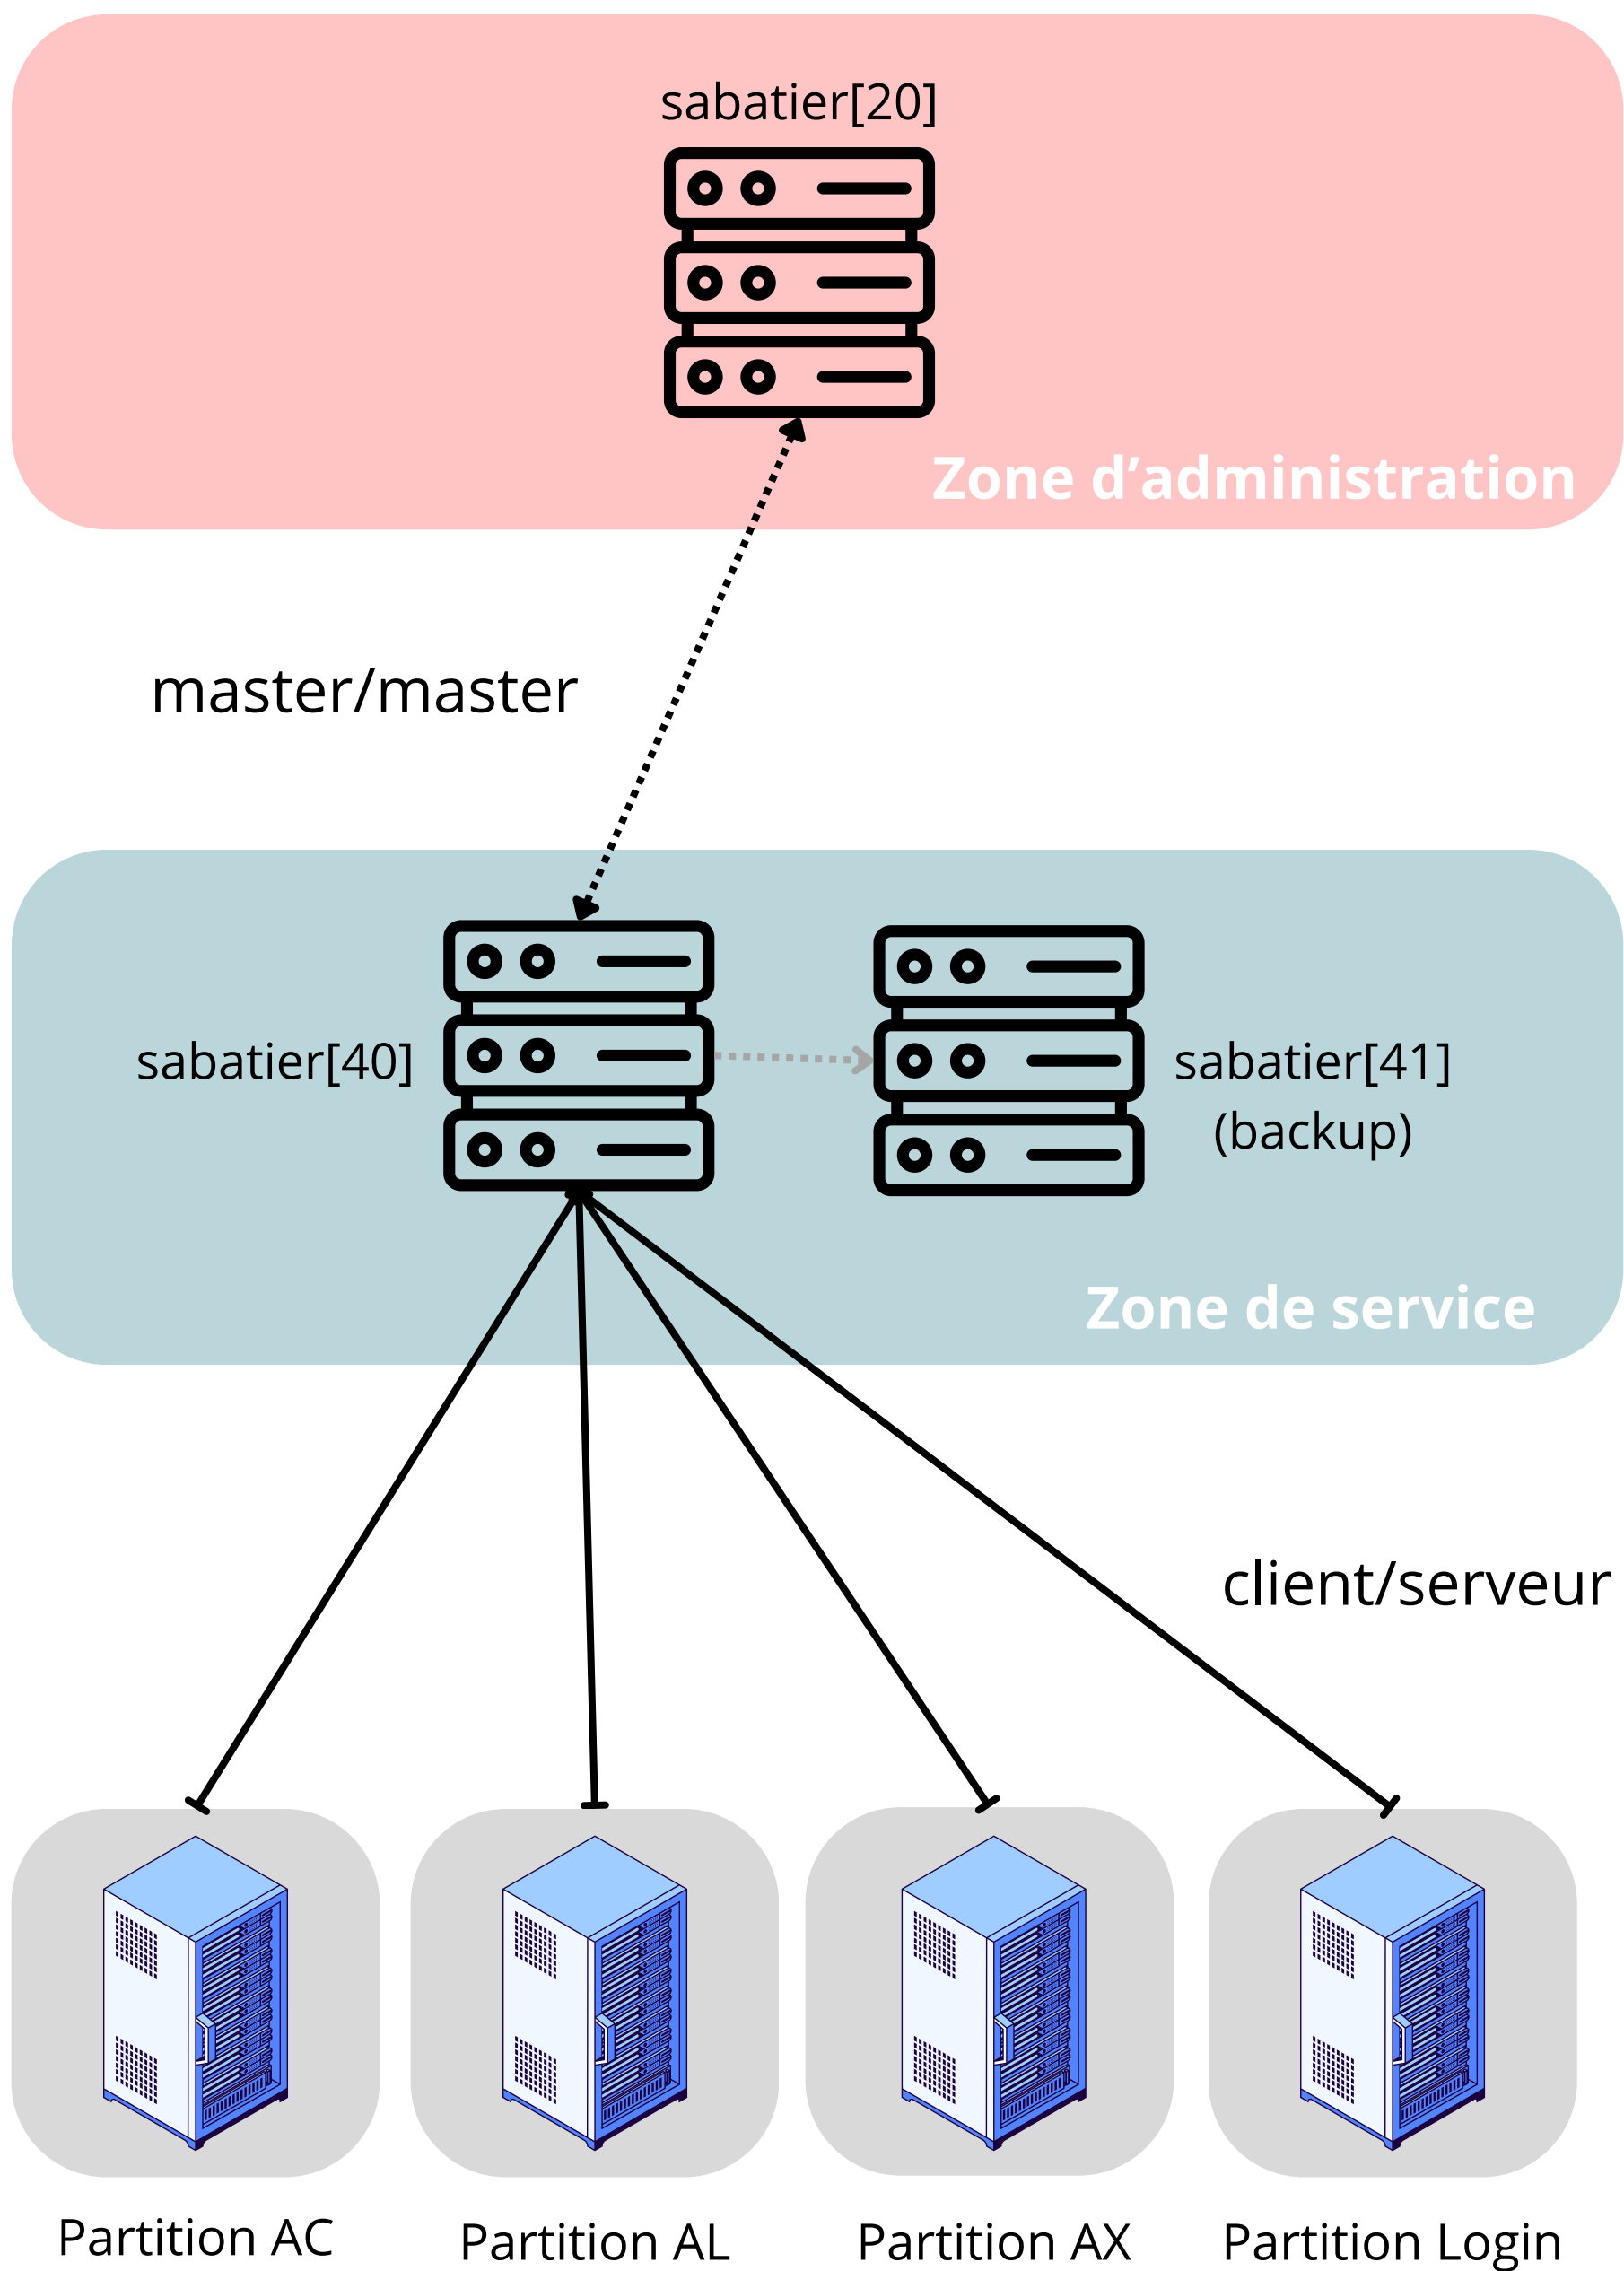 sabatier[20]
Zone d’administration
master/master
sabatier[40]
sabatier[41]
(backup)
Zone de service
client/serveur
Partition AC
Partition AL
Partition AX
Partition Login